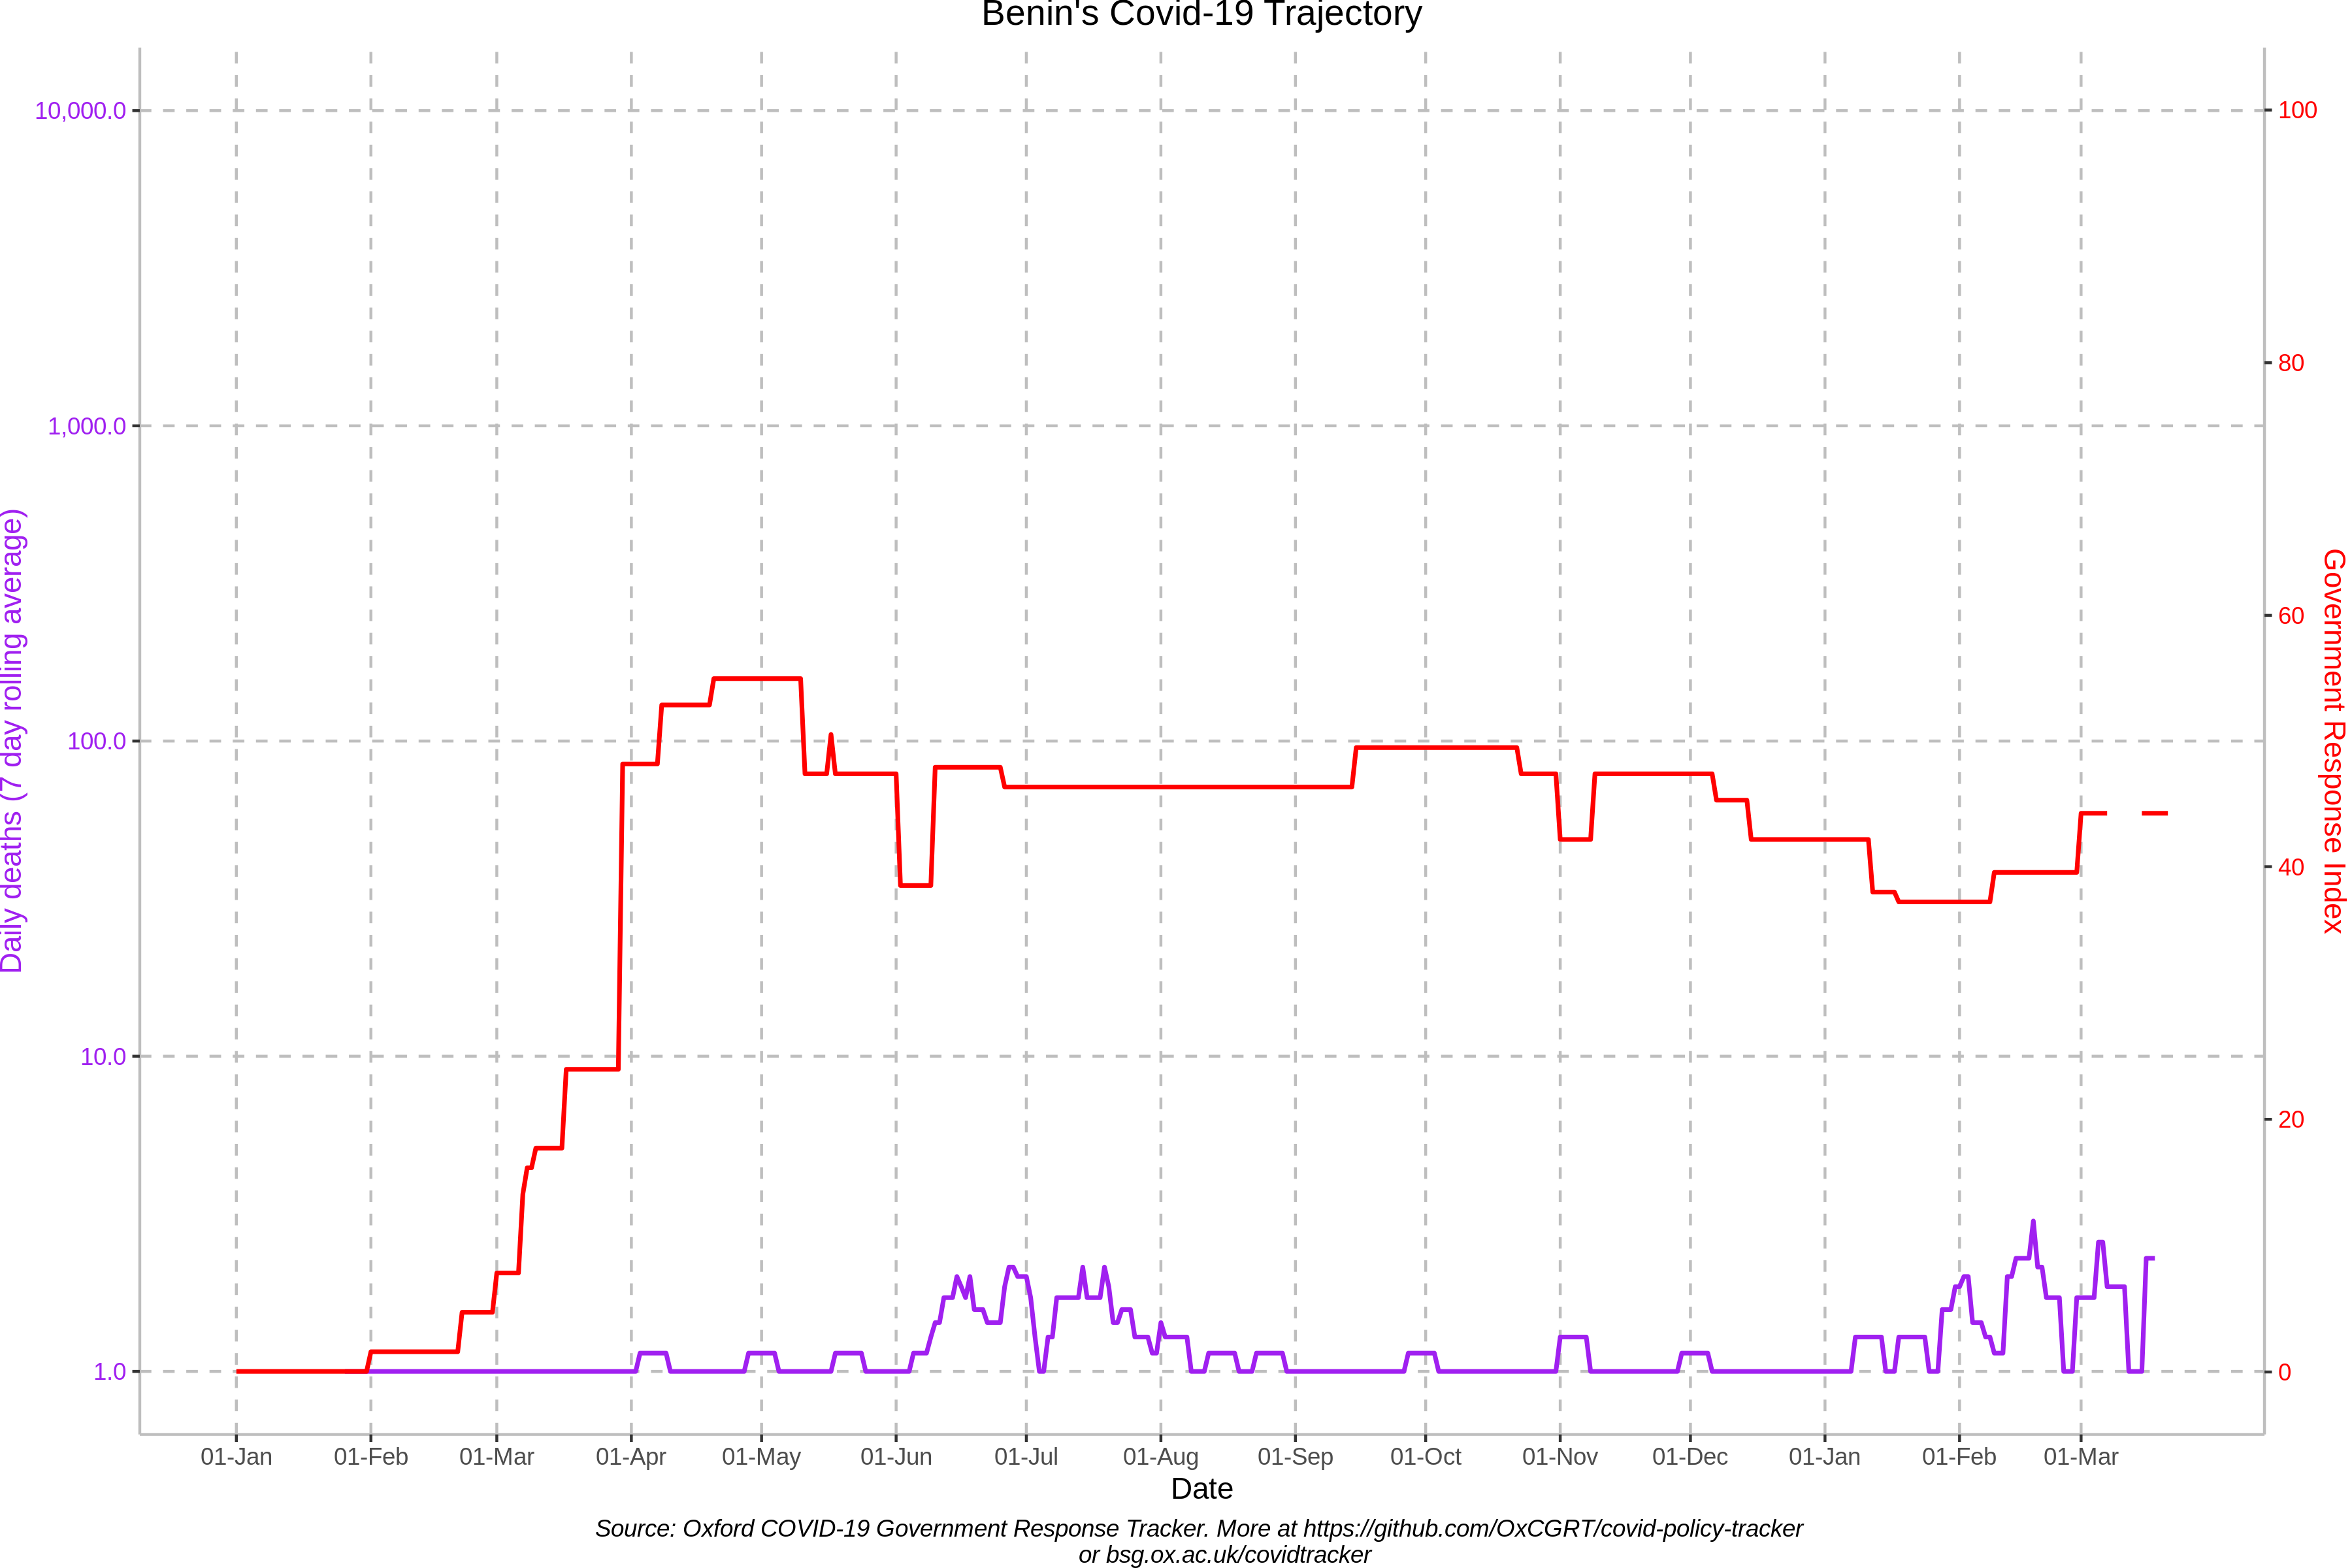 Benin's Covid-19 Trajectory
10,000.0
1,000.0
100.0
10.0
1.0
Daily deaths (7 day rolling average)
100
80
60
40
20
0
Government Response Index
01-Jan 01-Feb 01-Mar 01-Apr 01-May 01-Jun 01-Jul 01-Aug 01-Sep 01-Oct 01-Nov 01-Dec 01-Jan 01-Feb 01-Mar
Date
Source: Oxford COVID-19 Government Response Tracker. More at https://github.com/OxCGRT/covid-policy-tracker
or bsg.ox.ac.uk/covidtracker